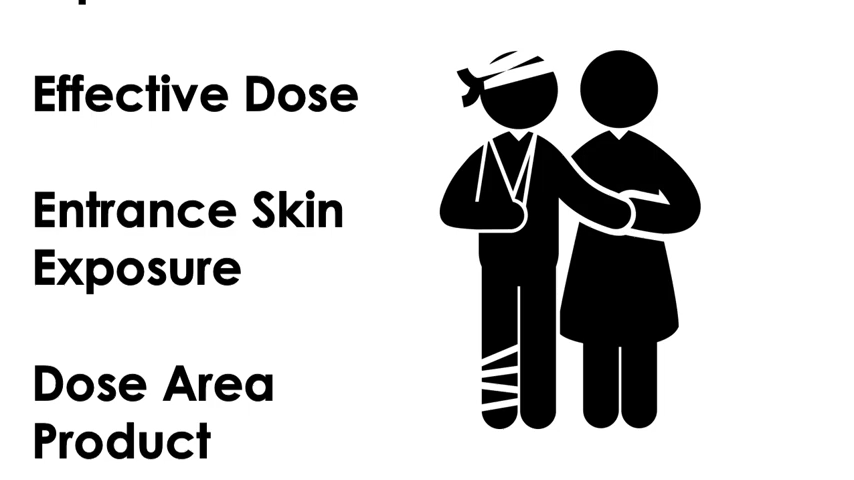 Effective Dose
Entrance Skin
Exposure
Dose Area
Product